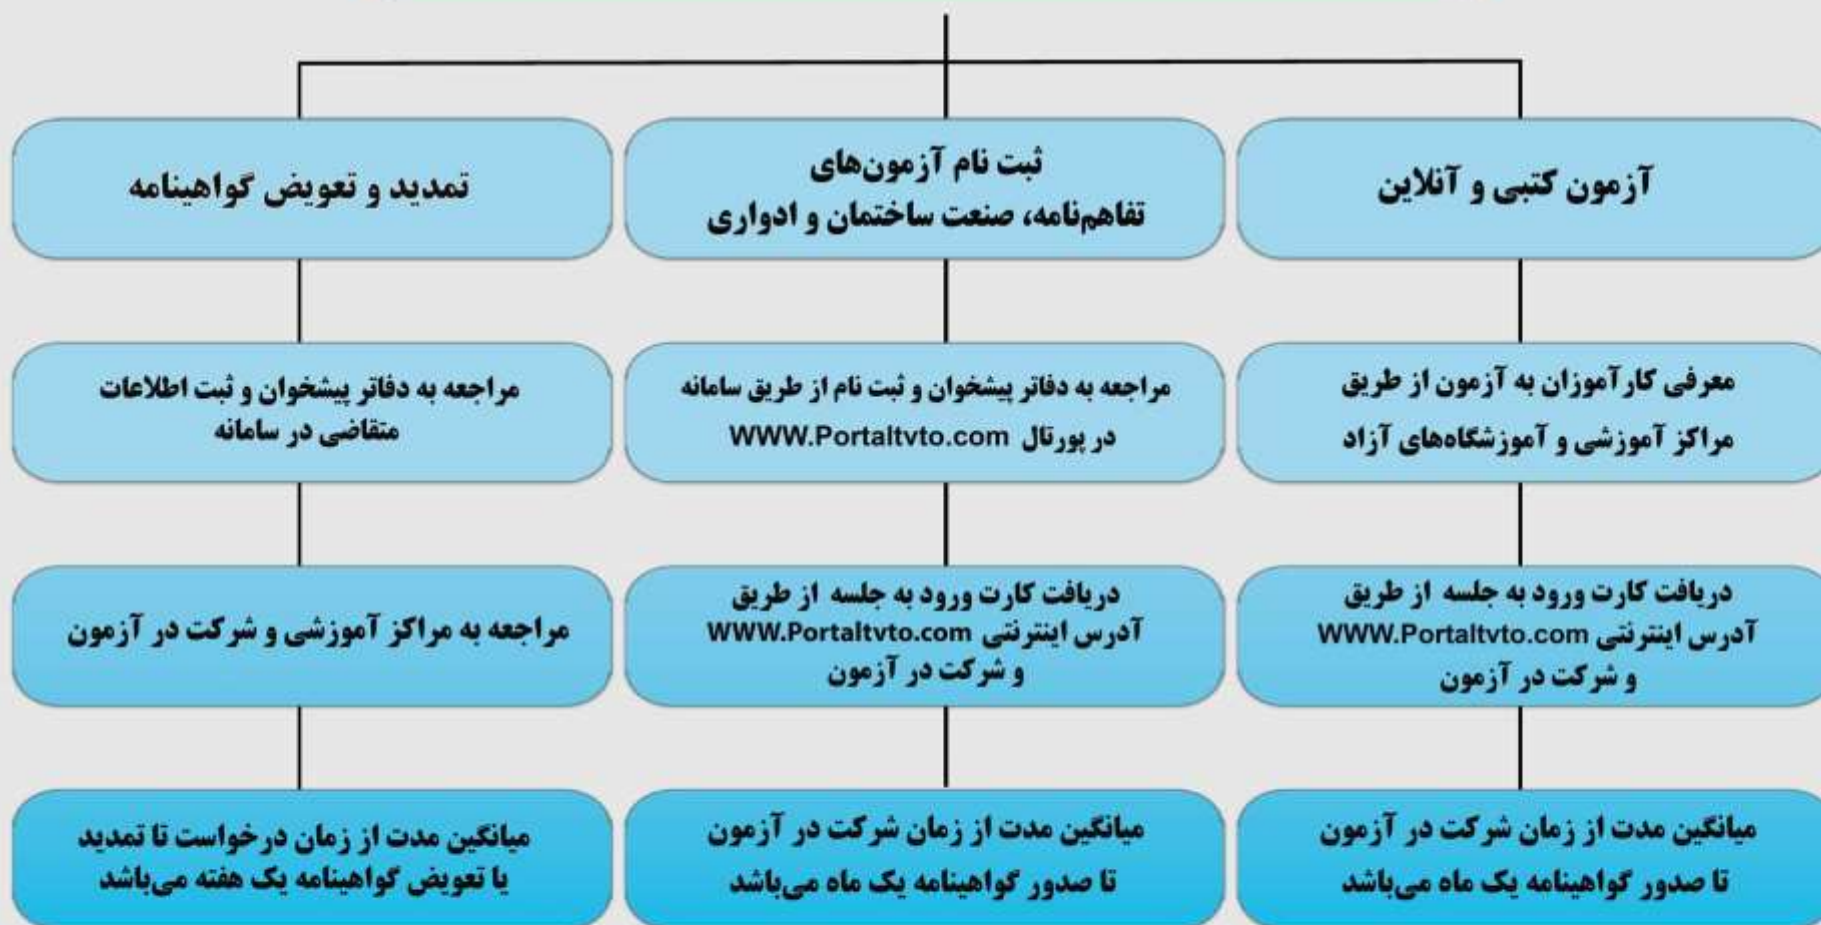 آزمون کتبی و آنلاین
معرفی کارآموزان به آزمون از طریق
مراکز آموزشی و آموزشگاه‌های آزاد
دریافت کارت ورود به جلسه از طریق
آدرس اینترنتی WWW.Portaltvto.com
و شرکت در آزمون
میانگین مدت از زمان شرکت در آزمون
تا صدور گواهینامه یک ماه می‌باشد
ثبت نام آزمون‌های
تفاهم‌نامه، صنعت ساختمان و ادواری
مراجعه به دفاتر پیشخوان و ثبت نام از طریق سامانه
در پورتال WWW.Portaltvto.com
دریافت کارت ورود به جلسه از طریق
آدرس اینترنتی WWW.Portaltvto.com
و شرکت در آزمون
میانگین مدت از زمان شرکت در آزمون
تا صدور گواهینامه یک ماه می‌باشد
تمدید و تعویض گواهینامه
مراجعه به دفاتر پیشخوان و ثبت اطلاعات
متقاضی در سامانه
مراجعه به مراکز آموزشی و شرکت در آزمون
میانگین مدت از زمان درخواست تا تمدید
یا تعویض گواهینامه یک هفته می‌باشد